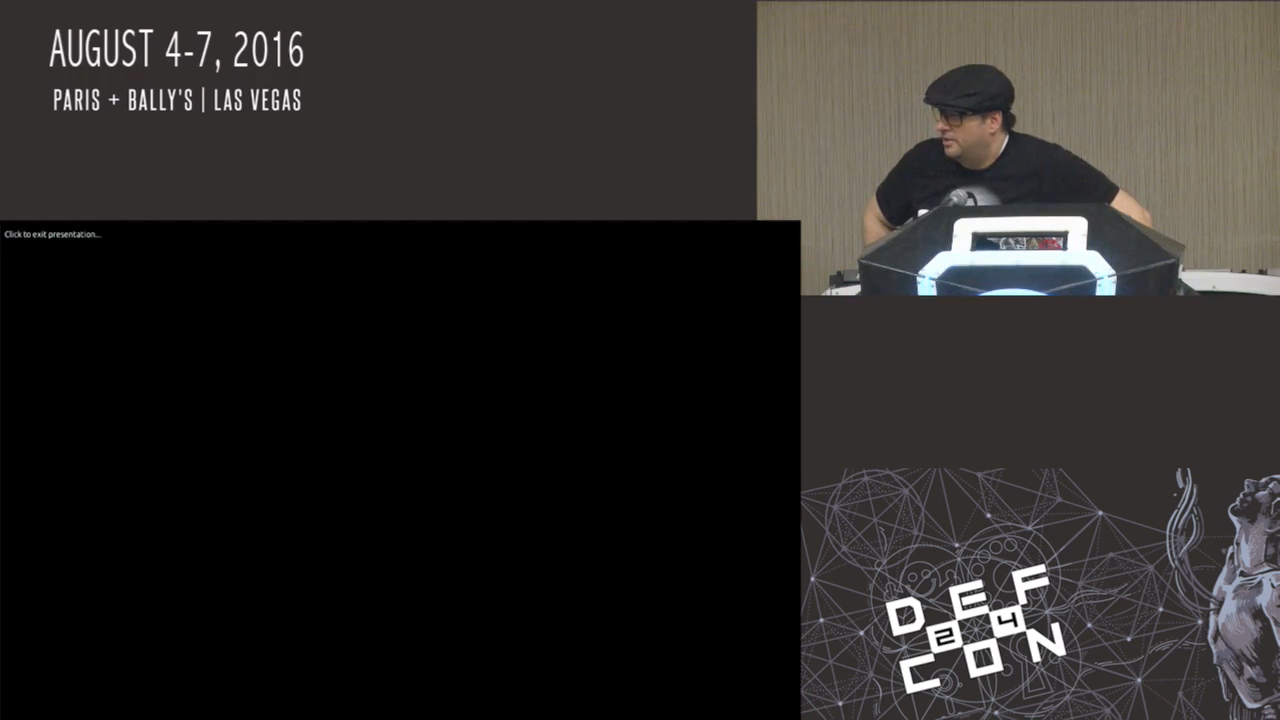 AUGUST 4-7, 2016
PARIS + BALLY'S | LAS VEGAS
Click to exit presentation...
DEF
24
CON